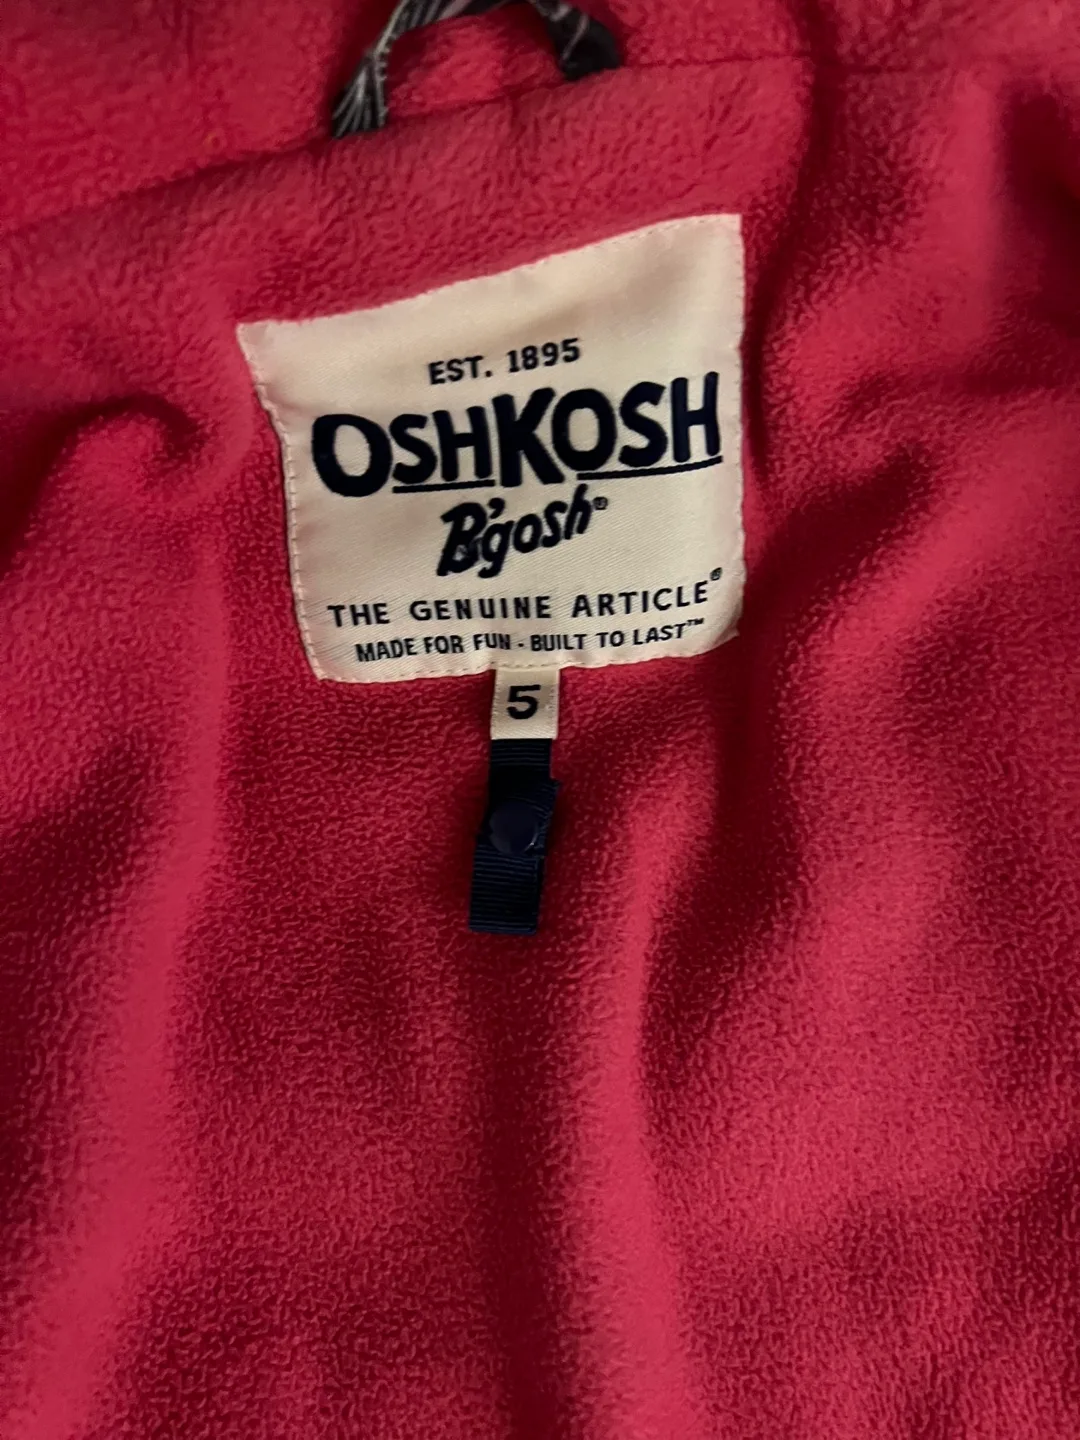 EST. 1895
OSHKOSH
B'gosh®
THE GENUINE ARTICLE®
MADE FOR FUN - BUILT TO LAST™
5